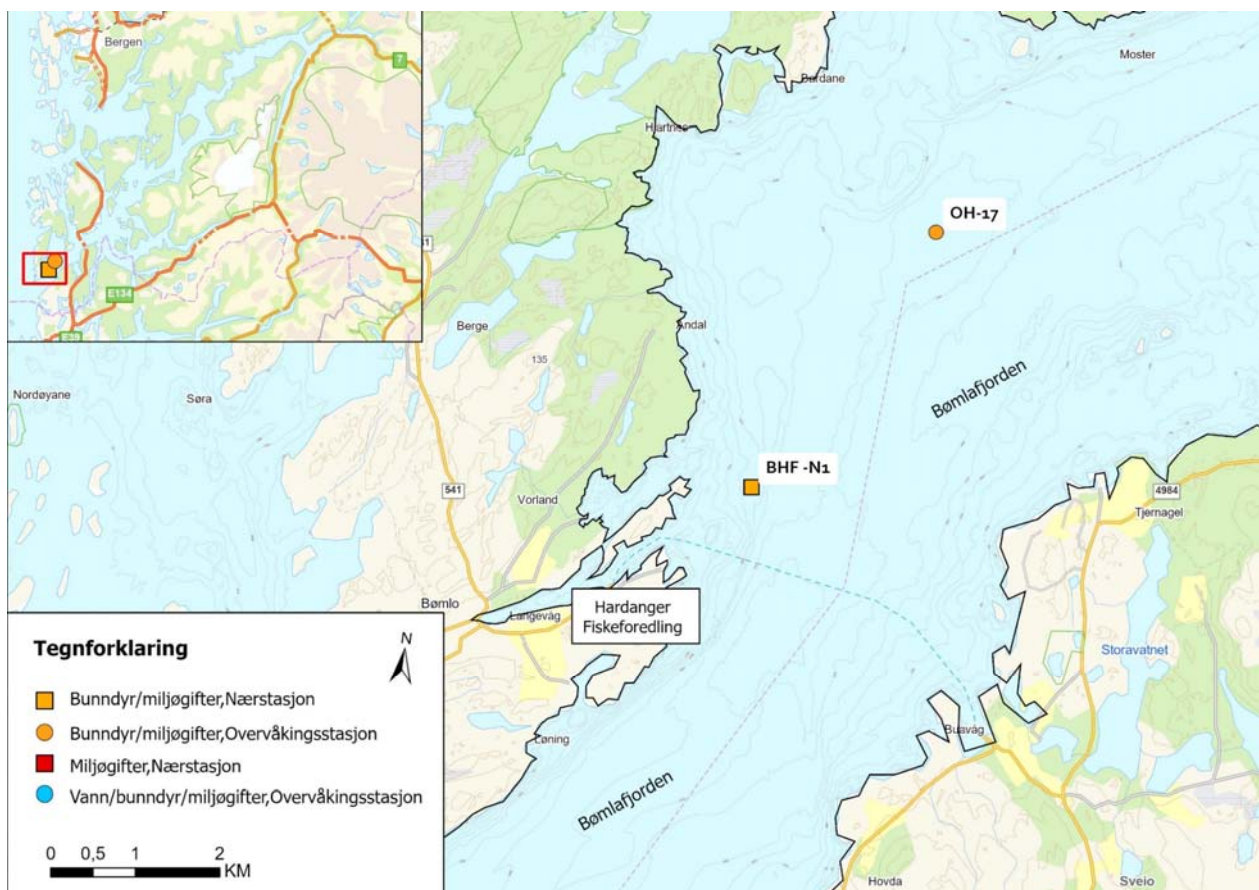 Bergen
7
E134
Moster
Hjartnes
OH-17
Andal
Berge
135
Nordøyane
Søra
Bømlafjorden
BHF -N1
541
Vorland
4984
Tjernagel
Bømlo
Langevåg
Hardanger
Fiskeforedling
Storavatnet
Løning
Buavåg
Bømlafjorden
Hovda
Sveio
Tegnforklaring
N
Bunndyr/miljøgifter,Nærstasjon
Bunndyr/miljøgifter,Overvåkingsstasjon
Miljøgifter,Nærstasjon
Vann/bunndyr/miljøgifter,Overvåkingsstasjon
0 0,5 1 2
KM